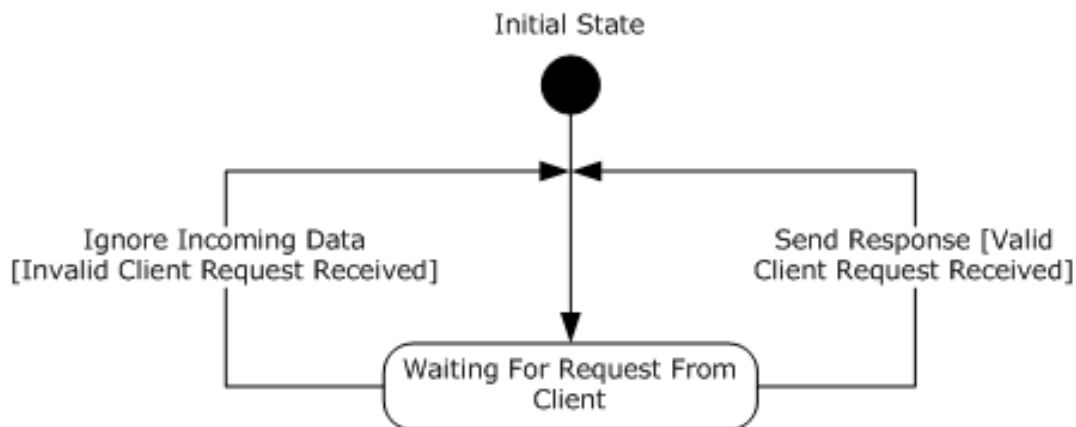 Initial State
Ignore Incoming Data
[Invalid Client Request Received]
Send Response [Valid
Client Request Received]
Waiting For Request From
Client